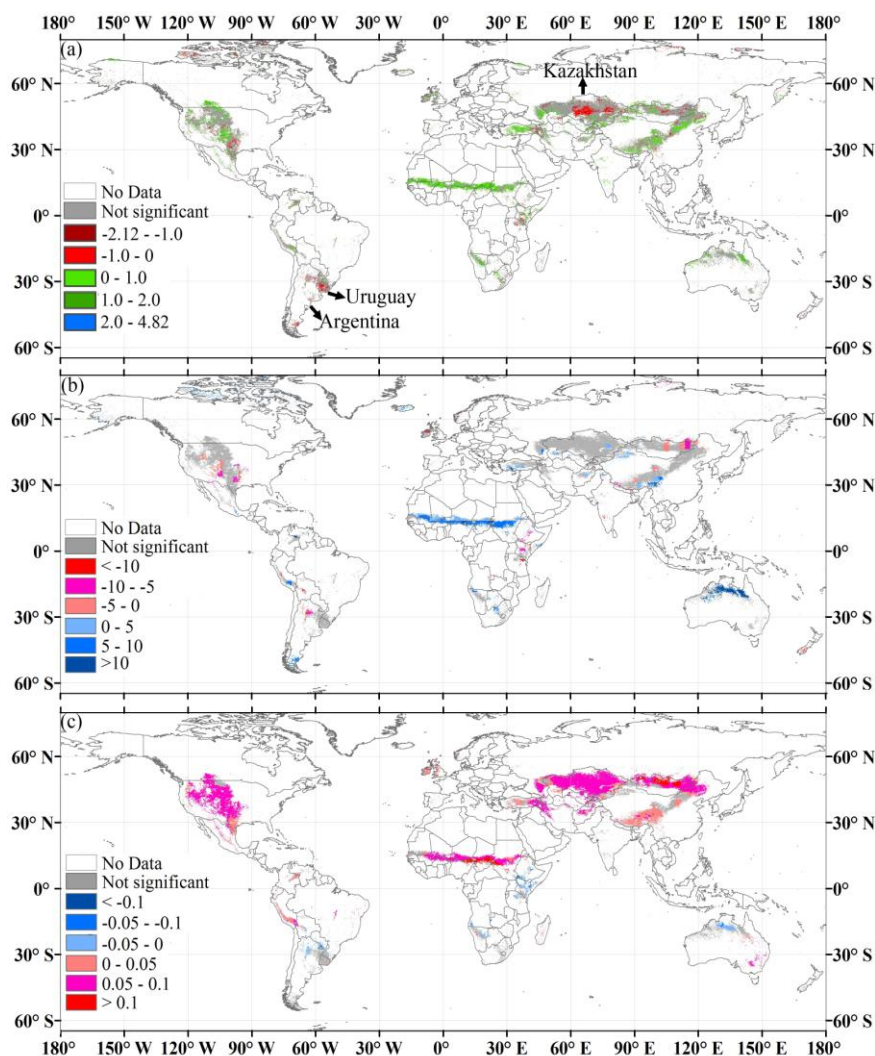 180° 150° W 120° W 90° W 60° W 30° W 0° 30° E 60° E 90° E 120° E 150° E 180°
(a)
Kazakhstan
60° N 60° N
30° N 30° N
No Data
Not significant
0° 0°
-2.12 - -1.0
-1.0 - 0
0 - 1.0
30° S 30° S
1.0 - 2.0
Uruguay
2.0 - 4.82
Argentina
60° S 60° S
(b)
60° N 60° N
30° N 30° N
No Data
Not significant
0° 0°
< -10
-10 - -5
-5 - 0
30° S 30° S
0 - 5
5 - 10
>10
60° S 60° S
(c)
60° N 60° N
30° N 30° N
No Data
Not significant
0° 0°
< -0.1
-0.05 - -0.1
-0.05 - 0
30° S 30° S
0 - 0.05
0.05 - 0.1
> 0.1
60° S 60° S
180° 150° W 120° W 90° W 60° W 30° W 0° 30° E 60° E 90° E 120° E 150° E 180°